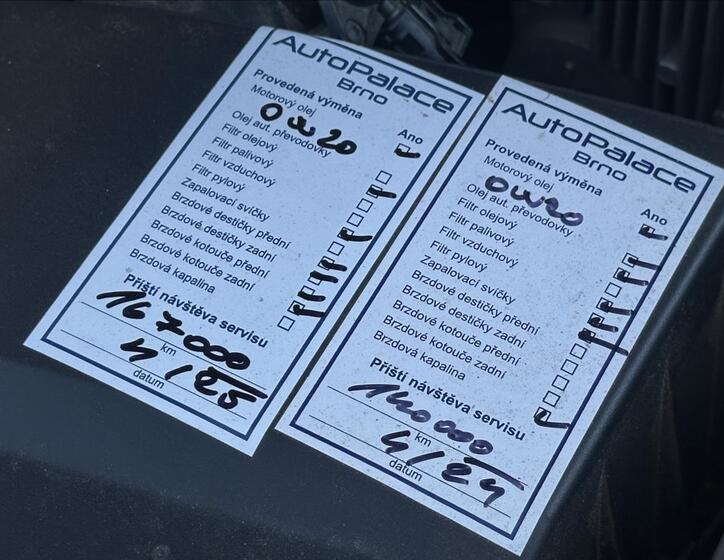 AutoPalace
Brno
Provedená výměna
Ano
Motorový olej
0W20
Olej aut. převodovky
Filtr olejový
Filtr palivový
Filtr vzduchový
Filtr pylový
Zapalovací svíčky
Brzdové destičky přední
Brzdové destičky zadní
Brzdové kotouče přední
Brzdové kotouče zadní
Brzdová kapalina
Příští návštěva servisu
167000
km
4/25
datum
AutoPalace
Brno
Provedená výměna
Ano
Motorový olej
0W20
Olej aut. převodovky
Filtr olejový
Filtr palivový
Filtr vzduchový
Filtr pylový
Zapalovací svíčky
Brzdové destičky přední
Brzdové destičky zadní
Brzdové kotouče přední
Brzdové kotouče zadní
Brzdová kapalina
Příští návštěva servisu
140000
km
4/24
datum